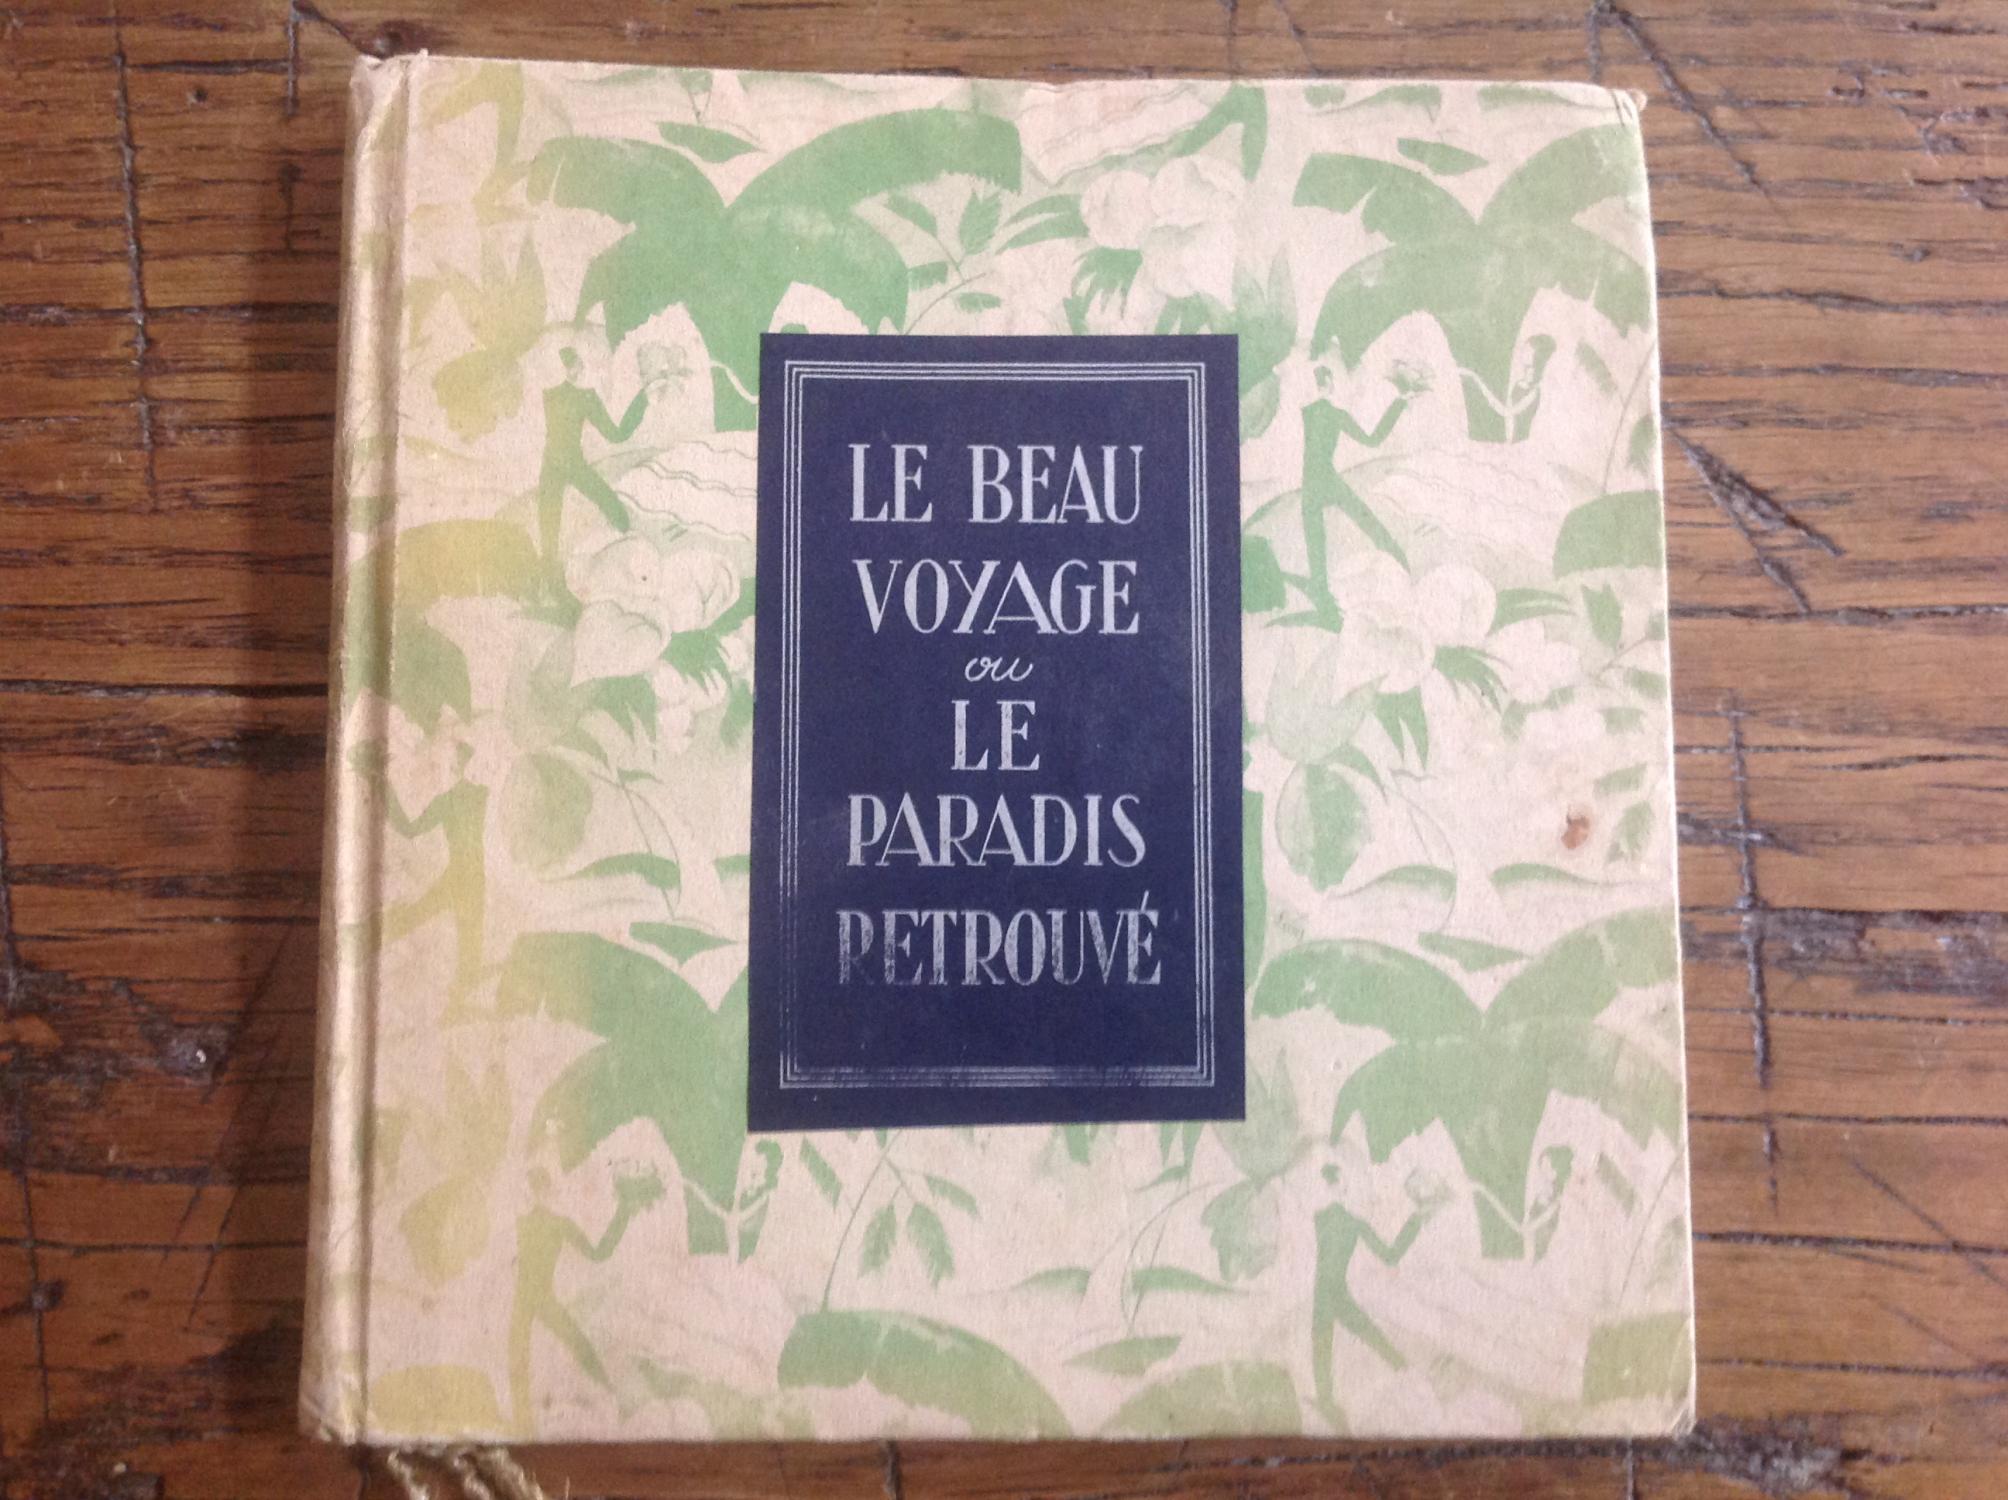 LE BEAU
VOYAGE
ou
LE
PARADIS
RETROUVÉ